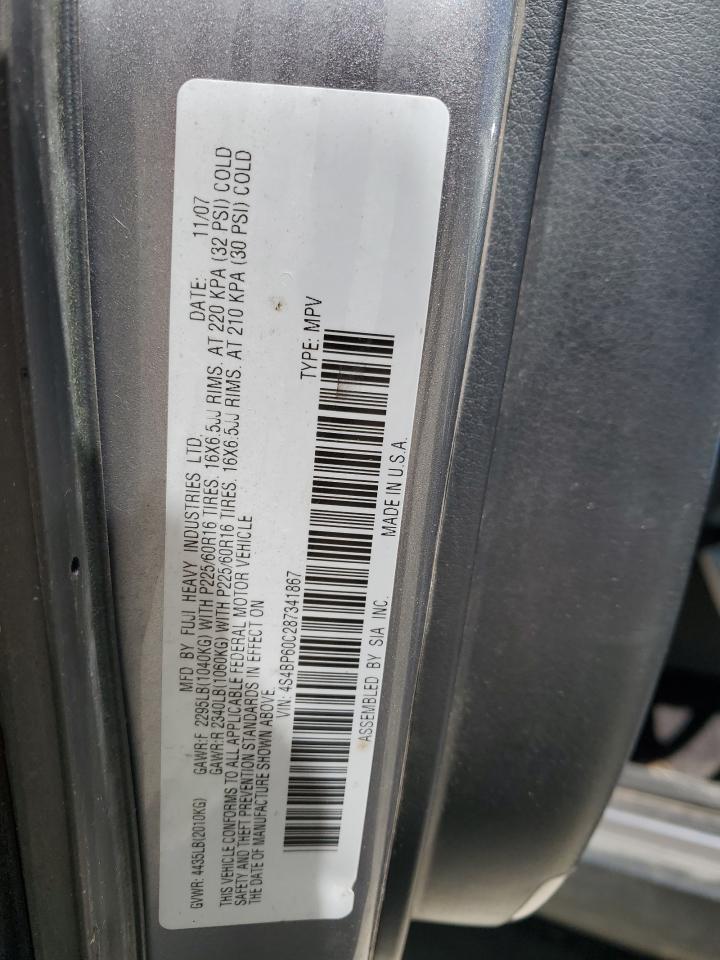 MFD BY FUJI HEAVY INDUSTRIES LTD. DATE: 11/07
GVWR: 4435LB(2010KG) GAWR:F 2295LB(1040KG) WITH P225/60R16 TIRES. 16X6.5JJ RIMS. AT 220 KPA (32 PSI) COLD
GAWR:R 2340LB(1060KG) WITH P225/60R16 TIRES. 16X6.5JJ RIMS. AT 210 KPA (30 PSI) COLD
THIS VEHICLE CONFORMS TO ALL APPLICABLE FEDERAL MOTOR VEHICLE
SAFETY AND THEFT PREVENTION STANDARDS IN EFFECT ON
THE DATE OF MANUFACTURE SHOWN ABOVE.
VIN: 4S4BP60C287341867 TYPE: MPV
ASSEMBLED BY SIA INC. MADE IN U.S.A.